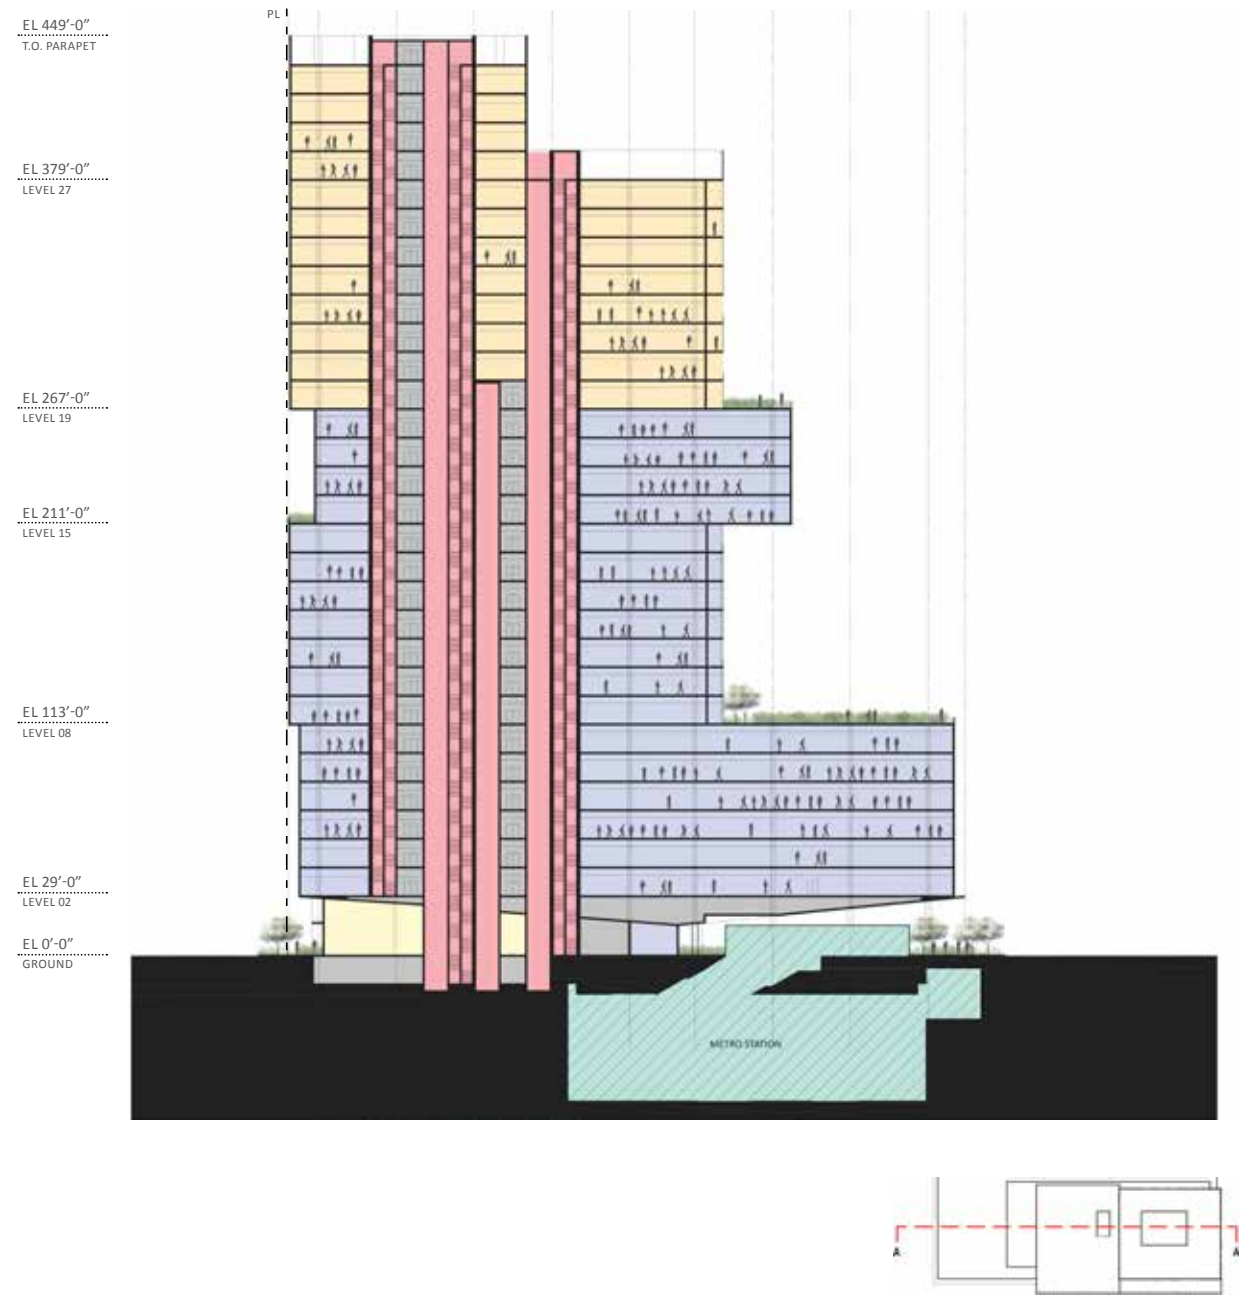 PL
EL 449’-0”
T.O. PARAPET
EL 379’-0”
LEVEL 27
EL 267’-0”
LEVEL 19
EL 211’-0”
LEVEL 15
EL 113’-0”
LEVEL 08
EL 29’-0”
LEVEL 02
EL 0’-0”
GROUND
METRO STATION
A A